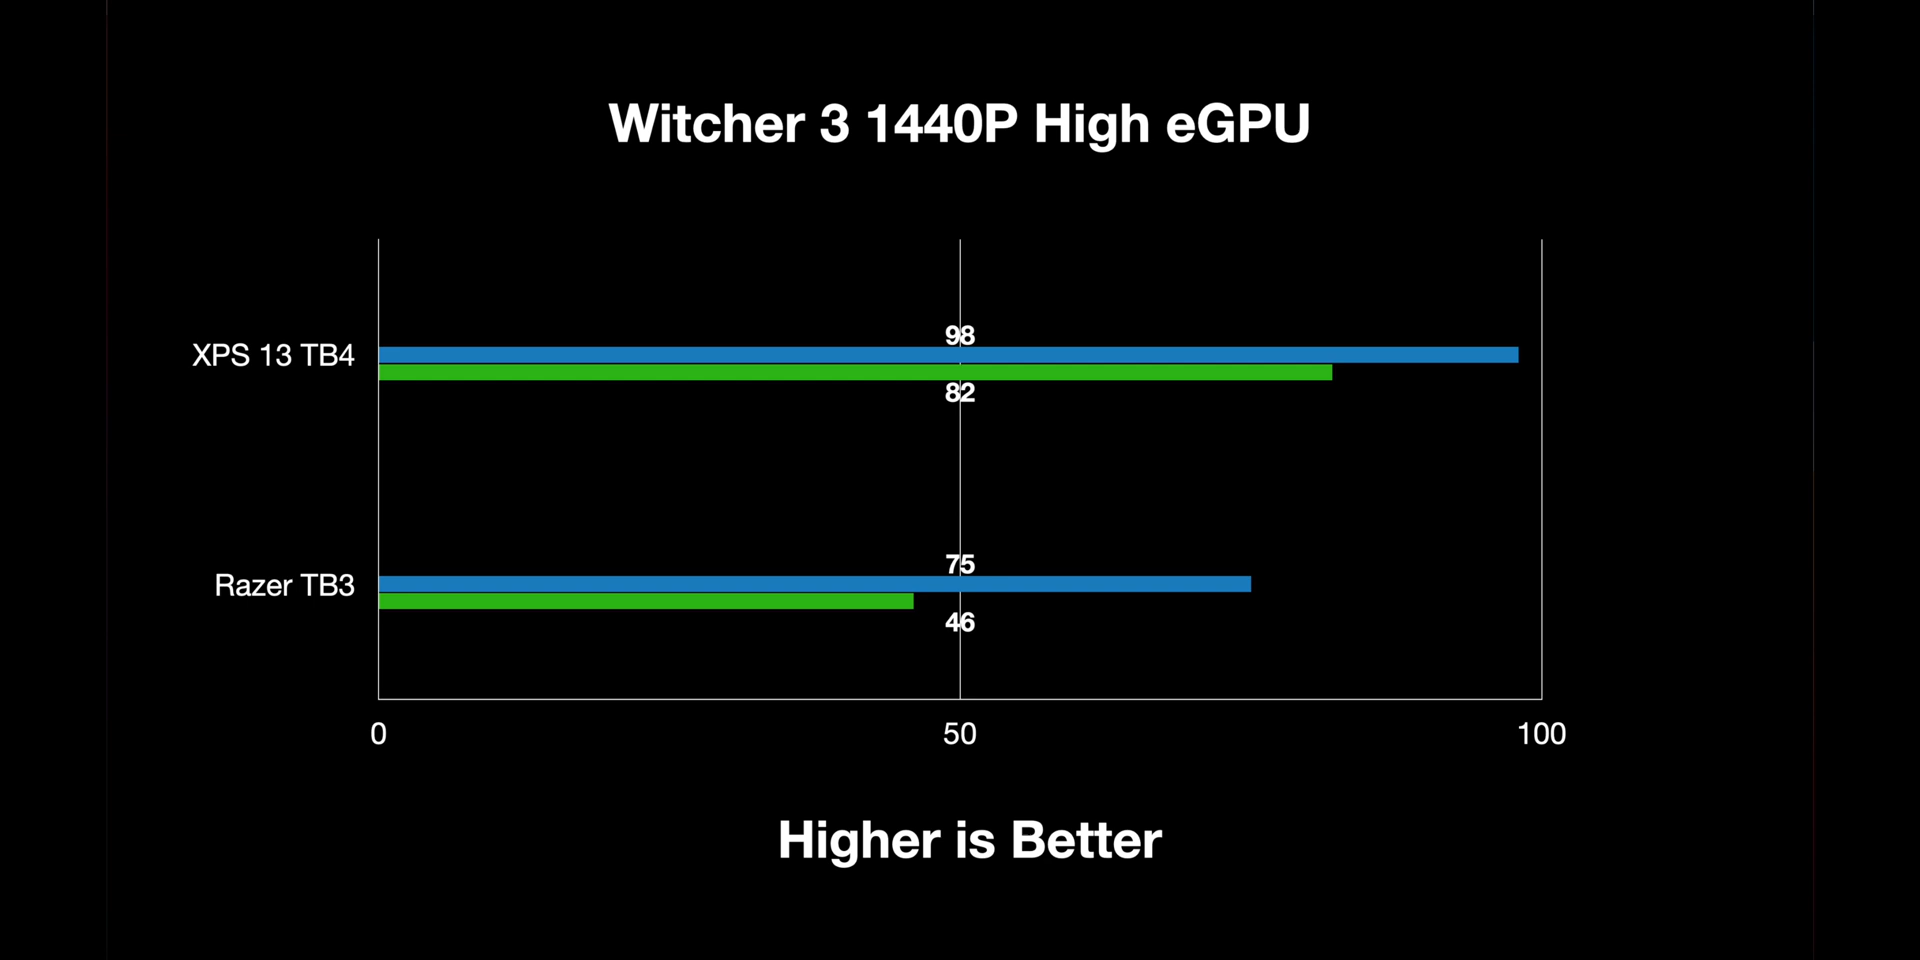 Witcher 3 1440P High eGPU
98
XPS 13 TB4
82
75
Razer TB3
46
0 50 100
Higher is Better